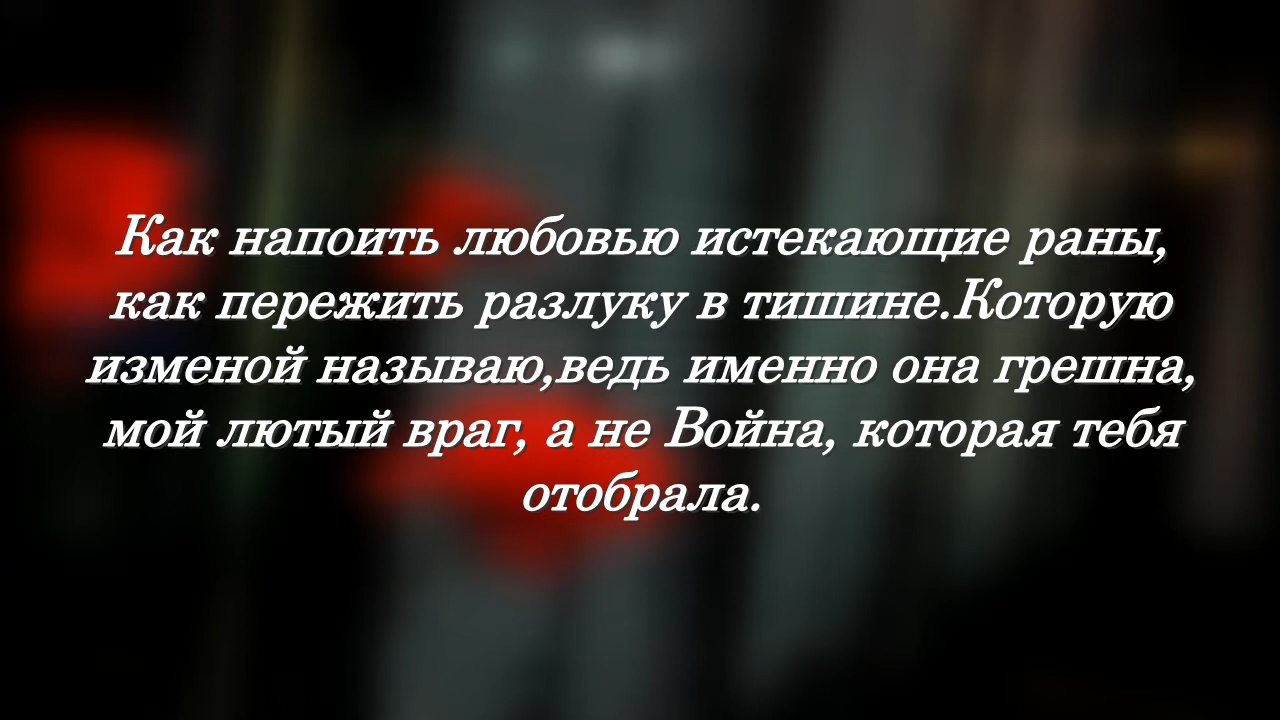 Как напоить любовью истекающие раны,
как пережить разлуку в тишине.Которую
изменой называю,ведь именно она грешна,
мой лютый враг, а не Война, которая тебя
отобрала.